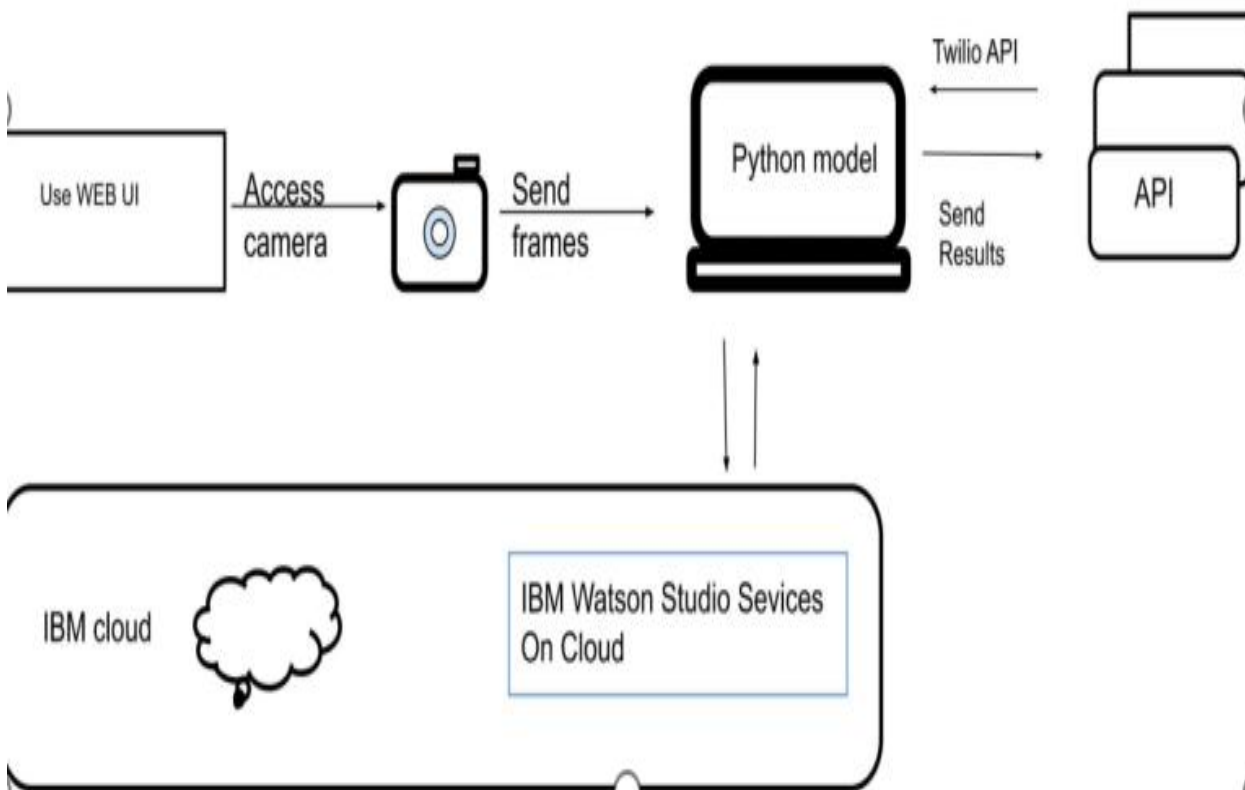 Twilio API
Use WEB UI
Access
camera
Send
frames
Python model
Send
Results
API
IBM cloud
IBM Watson Studio Sevices
On Cloud